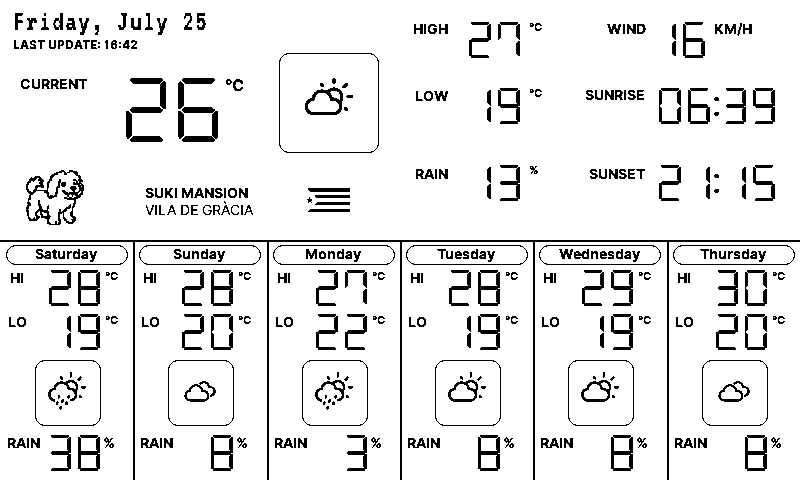 Friday, July 25
LAST UPDATE: 16:42
CURRENT 26 °C
HIGH 27 °C
WIND 16 KM/H
LOW 19 °C
SUNRISE 06:39
RAIN 13 %
SUNSET 21:15
SUKI MANSION
VILA DE GRÀCIA
Saturday
HI 28 °C
LO 19 °C
RAIN 38 %
Sunday
HI 28 °C
LO 20 °C
RAIN 8 %
Monday
HI 27 °C
LO 22 °C
RAIN 3 %
Tuesday
HI 28 °C
LO 19 °C
RAIN 8 %
Wednesday
HI 29 °C
LO 19 °C
RAIN 8 %
Thursday
HI 30 °C
LO 20 °C
RAIN 8 %